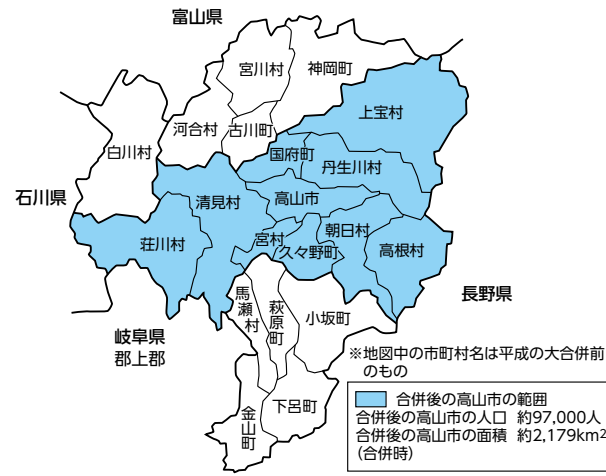 富山県
宮川村
神岡町
上宝村
河合村
古川町
白川村
国府町
丹生川村
石川県
清見村
高山市
荘川村
宮村
朝日村
久々野町
高根村
長野県
馬瀬村
萩原町
小坂町
岐阜県
郡上郡
※地図中の市町村名は平成の大合併前
のもの
下呂町
金山町
合併後の高山市の範囲
合併後の高山市の人口 約97,000人
合併後の高山市の面積 約2,179km²
(合併時)